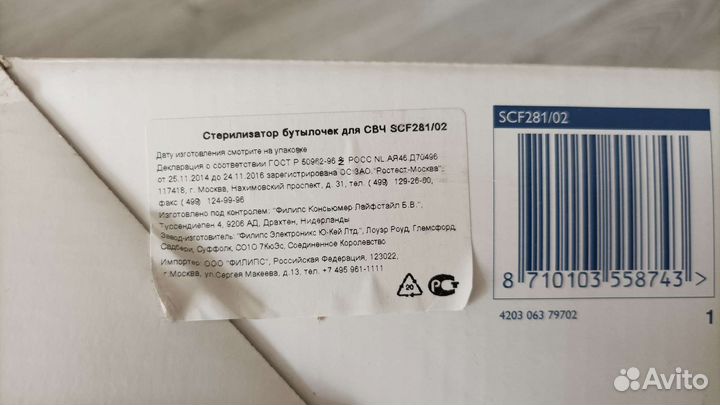 Стерилизатор бутылочек для СВЧ SCF281/02
Дату изготовления смотрите на упаковке
Декларация о соответствии ГОСТ Р 50962-96 РОСС NL.АЯ46.Д70496
от 25.11.2014 до 24.11.2016 зарегистрирована ОС ЗАО "Ростест-Москва"
117418, г. Москва, Нахимовский проспект, д. 31, тел. ( 499) 129-26-00,
факс ( 499) 124-99-96
Изготовлено под контролем: "Филипс Консьюмер Лайфстайл Б.В.",
Туссендиепен 4, 9206 АД, Драхтен, Нидерланды
Завод-изготовитель: "Филипс Электроникс Ю-Кей Лтд.", Лоуэр Роуд, Глемсфорд,
Садбери, Суффолк, СО10 7КюЭс, Соединенное Королевство
Импортер: ООО "ФИЛИПС", Российская Федерация, 123022,
г.Москва, ул.Сергея Макеева, д.13, тел. +7 495 961-1111
20
РСТ
SCF281/02
8 710103 558743 >
4203 063 79702
1
Avito